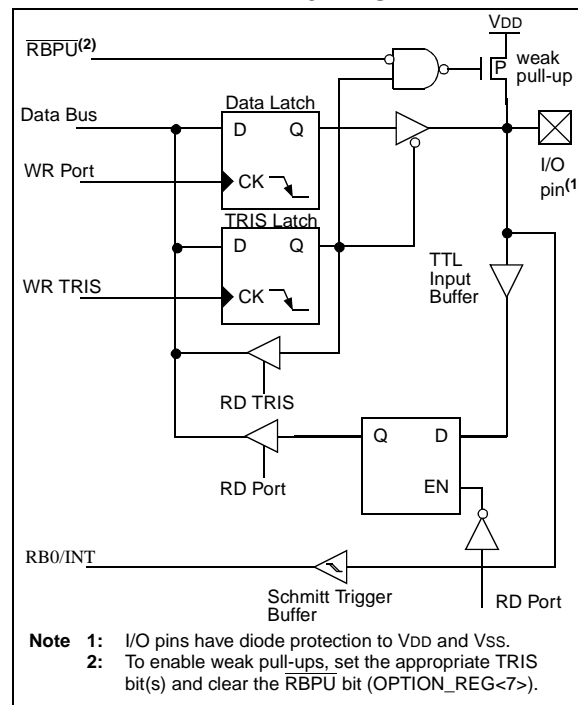 VDD
RBPU(2)
P
weak
pull-up
Data Latch
Data Bus
D
Q
I/O
pin(1
WR Port
CK
TRIS Latch
D
Q
TTL
Input
Buffer
WR TRIS
CK
RD TRIS
Q
D
RD Port
EN
RB0/INT
Schmitt Trigger
Buffer
RD Port
Note 1: I/O pins have diode protection to VDD and VSS.
2: To enable weak pull-ups, set the appropriate TRIS
bit(s) and clear the RBPU bit (OPTION_REG<7>).